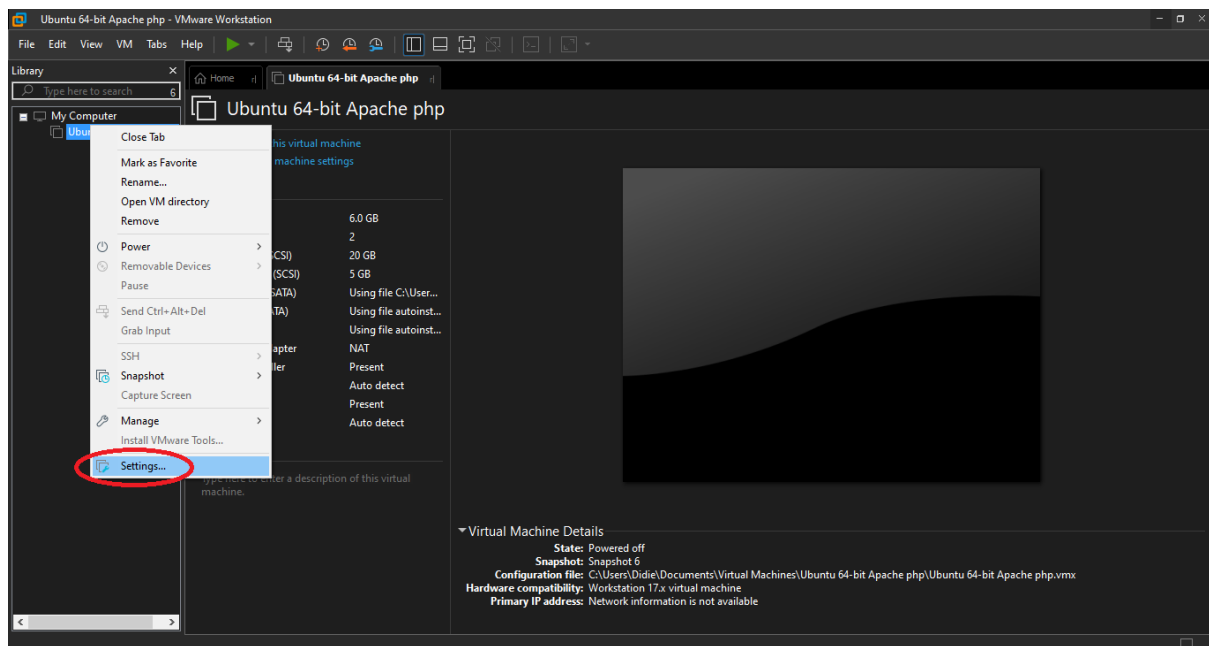 Ubuntu 64-bit Apache php - VMware Workstation
File Edit View VM Tabs Help
Library
Type here to search
6
My Computer
Ubu
Home
Ubuntu 64-bit Apache php
Ubuntu 64-bit Apache php
his virtual machine
machine settings
Close Tab
Mark as Favorite
Rename...
Open VM directory
Remove
Power
Removable Devices
Pause
Send Ctrl+Alt+Del
Grab Input
SSH
Snapshot
Capture Screen
Manage
Install VMware Tools...
Settings...
6.0 GB
2
CSI) 20 GB
(SCSI) 5 GB
SATA) Using file C:\User...
TA) Using file autoinst...
Using file autoinst...
apter NAT
ller Present
Auto detect
Present
Auto detect
Type here to enter a description of this virtual
machine.
Virtual Machine Details
State: Powered off
Snapshot: Snapshot 6
Configuration file: C:\Users\Didie\Documents\Virtual Machines\Ubuntu 64-bit Apache php\Ubuntu 64-bit Apache php.vmx
Hardware compatibility: Workstation 17.x virtual machine
Primary IP address: Network information is not available